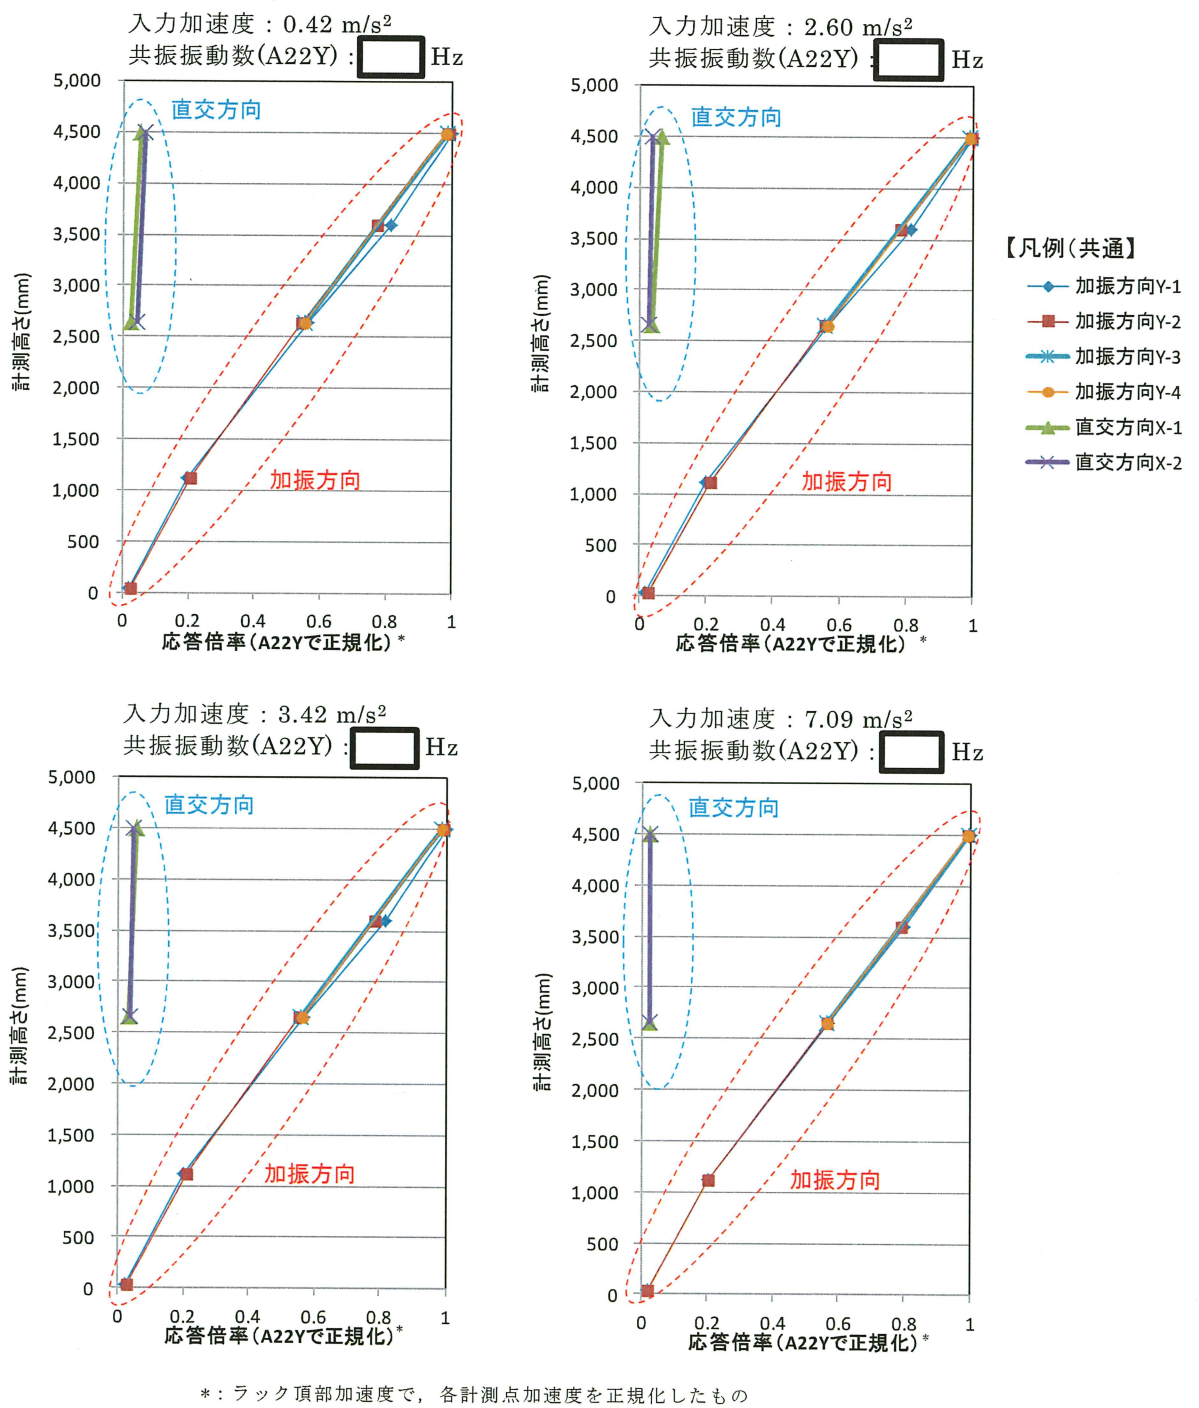 入力加速度 : 0.42 m/s²
共振振動数(A22Y) : Hz
5,000
4,500
4,000
3,500
3,000
2,500
2,000
1,500
1,000
500
0
計測高さ(mm)
直交方向
加振方向
0 0.2 0.4 0.6 0.8 1
応答倍率(A22Yで正規化)*
入力加速度 : 2.60 m/s²
共振振動数(A22Y) : Hz
5,000
4,500
4,000
3,500
3,000
2,500
2,000
1,500
1,000
500
0
計測高さ(mm)
直交方向
加振方向
0 0.2 0.4 0.6 0.8 1
応答倍率(A22Yで正規化) *
【凡例(共通】
加振方向Y-1
加振方向Y-2
加振方向Y-3
加振方向Y-4
直交方向X-1
直交方向X-2
入力加速度 : 3.42 m/s²
共振振動数(A22Y) : Hz
5,000
4,500
4,000
3,500
3,000
2,500
2,000
1,500
1,000
500
0
計測高さ(mm)
直交方向
加振方向
0 0.2 0.4 0.6 0.8 1
応答倍率(A22Yで正規化)*
入力加速度 : 7.09 m/s²
共振振動数(A22Y) : Hz
5,000
4,500
4,000
3,500
3,000
2,500
2,000
1,500
1,000
500
0
計測高さ(mm)
直交方向
加振方向
0 0.2 0.4 0.6 0.8 1
応答倍率(A22Yで正規化) *
*: ラック頂部加速度で，各計測点加速度を正規化したもの